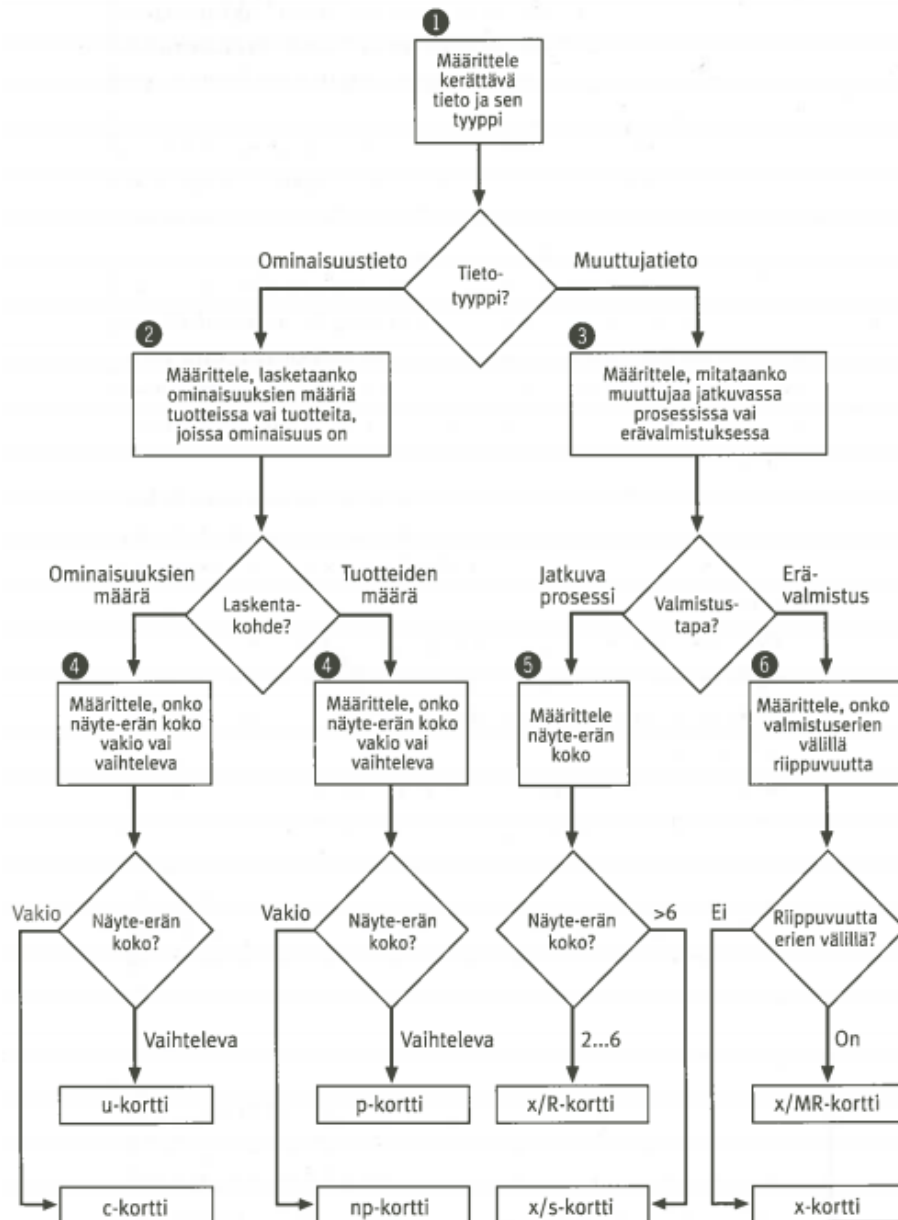 1
Määrittele
kerättävä
tieto ja sen
tyyppi
Ominaisuustieto
Tieto-
tyyppi?
Muuttujatieto
2
Määrittele, lasketaanko
ominaisuuksien määriä
tuotteissa vai tuotteita,
joissa ominaisuus on
3
Määrittele, mitataanko
muuttujaa jatkuvassa
prosessissa vai
erävalmistuksessa
Ominaisuuksien
määrä
Laskenta-
kohde?
Tuotteiden
määrä
Jatkuva
prosessi
Valmistus-
tapa?
Erä-
valmistus
4
Määrittele, onko
näyte-erän koko
vakio vai
vaihteleva
4
Määrittele, onko
näyte-erän koko
vakio vai
vaihteleva
5
Määrittele
näyte-erän
koko
6
Määrittele, onko
valmistuserien
välillä
riippuvuutta
Vakio
Näyte-erän
koko?
Vaihteleva
Vakio
Näyte-erän
koko?
Vaihteleva
Näyte-erän
koko?
>6
2...6
Ei
Riippuvuutta
erien välillä?
On
u-kortti
p-kortti
x/R-kortti
x/MR-kortti
c-kortti
np-kortti
x/s-kortti
x-kortti